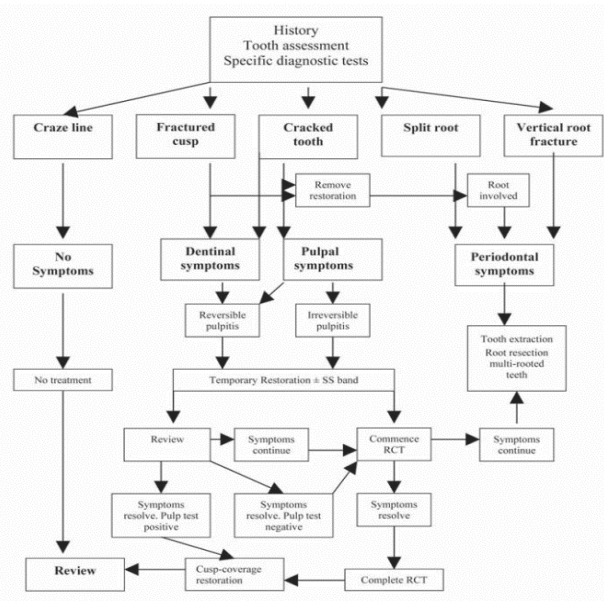 History
Tooth assessment
Specific diagnostic tests
Craze line
Fractured
cusp
Cracked
tooth
Split root
Vertical root
fracture
Remove
restoration
Root
involved
No
Symptoms
Dentinal
symptoms
Pulpal
symptoms
Periodontal
symptoms
Reversible
pulpitis
Irreversible
pulpitis
Tooth extraction
Root resection
multi-rooted
teeth
No treatment
Temporary Restoration ± SS band
Review
Symptoms
continue
Commence
RCT
Symptoms
continue
Symptoms
resolve. Pulp test
positive
Symptoms
resolve. Pulp test
negative
Symptoms
resolve
Review
Cusp-coverage
restoration
Complete RCT